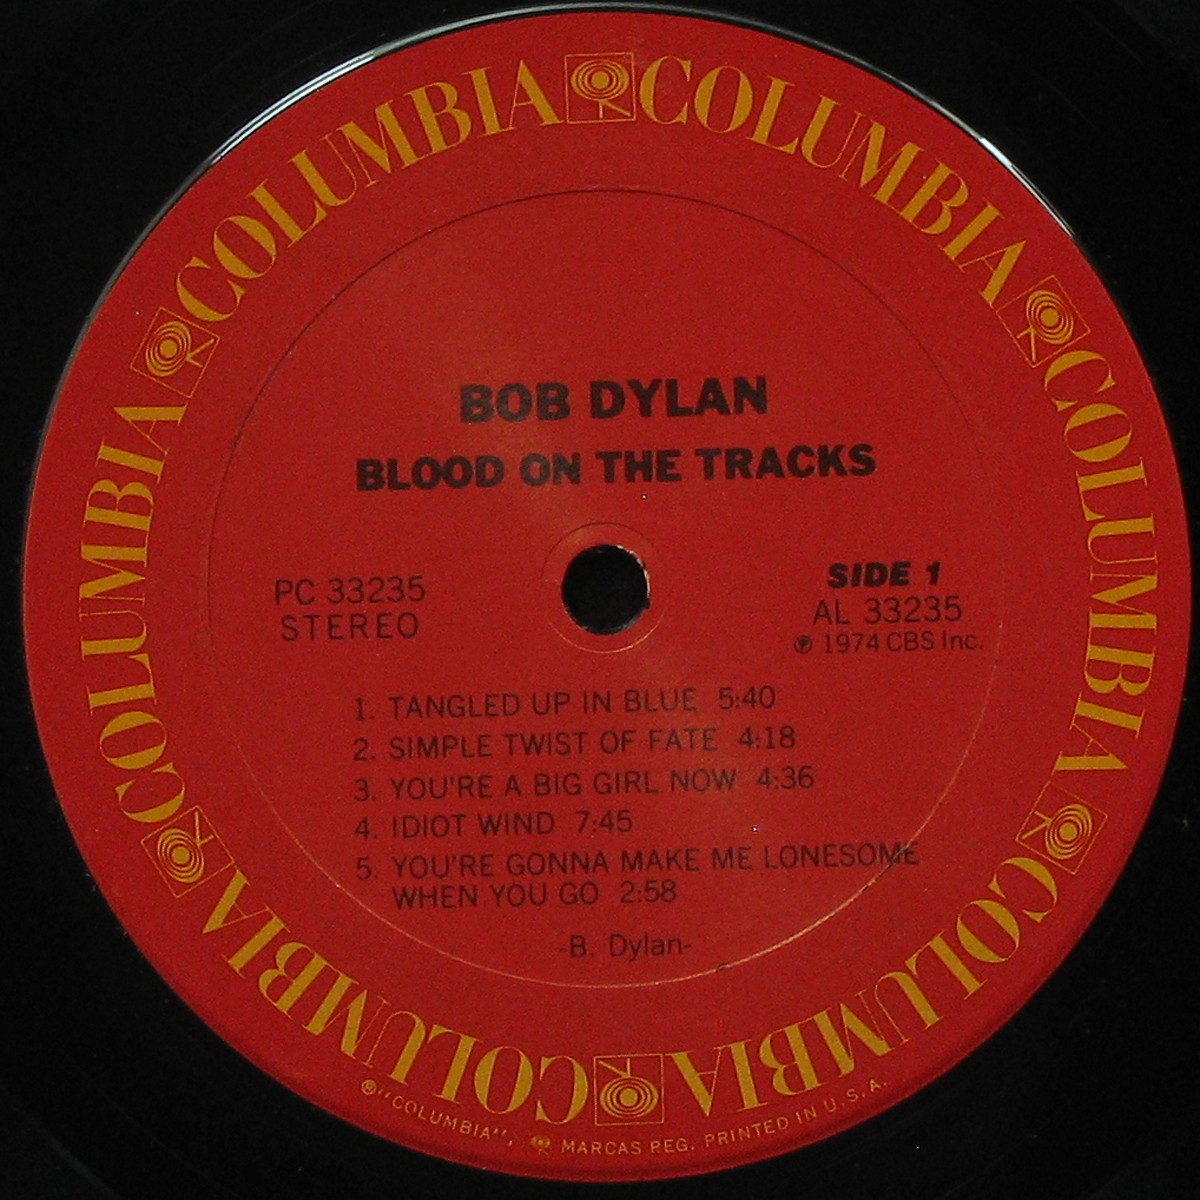 COLUMBIA COLUMBIA COLUMBIA COLUMBIA COLUMBIA COLUMBIA
BOB DYLAN
BLOOD ON THE TRACKS
PC 33235
STEREO
SIDE 1
AL 33235
℗ 1974 CBS Inc.
1. TANGLED UP IN BLUE 5:40
2. SIMPLE TWIST OF FATE 4:18
3. YOU'RE A BIG GIRL NOW 4:36
4. IDIOT WIND 7:45
5. YOU'RE GONNA MAKE ME LONESOME
WHEN YOU GO 2:58
-B. Dylan-
®"COLUMBIA", MARCAS REG. PRINTED IN U.S.A.